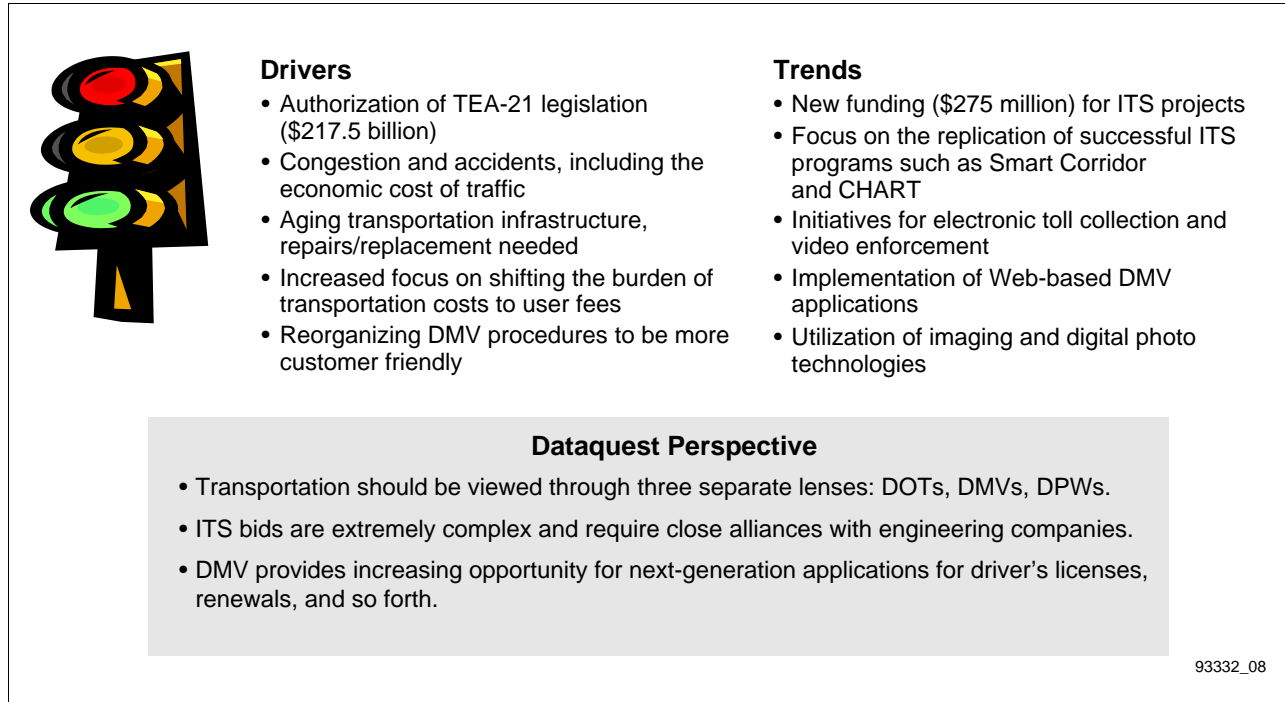 Drivers
• Authorization of TEA-21 legislation
($217.5 billion)
• Congestion and accidents, including the
economic cost of traffic
• Aging transportation infrastructure,
repairs/replacement needed
• Increased focus on shifting the burden of
transportation costs to user fees
• Reorganizing DMV procedures to be more
customer friendly
Trends
• New funding ($275 million) for ITS projects
• Focus on the replication of successful ITS
programs such as Smart Corridor
and CHART
• Initiatives for electronic toll collection and
video enforcement
• Implementation of Web-based DMV
applications
• Utilization of imaging and digital photo
technologies
Dataquest Perspective
• Transportation should be viewed through three separate lenses: DOTs, DMVs, DPWs.
• ITS bids are extremely complex and require close alliances with engineering companies.
• DMV provides increasing opportunity for next-generation applications for driver's licenses,
renewals, and so forth.
93332_08